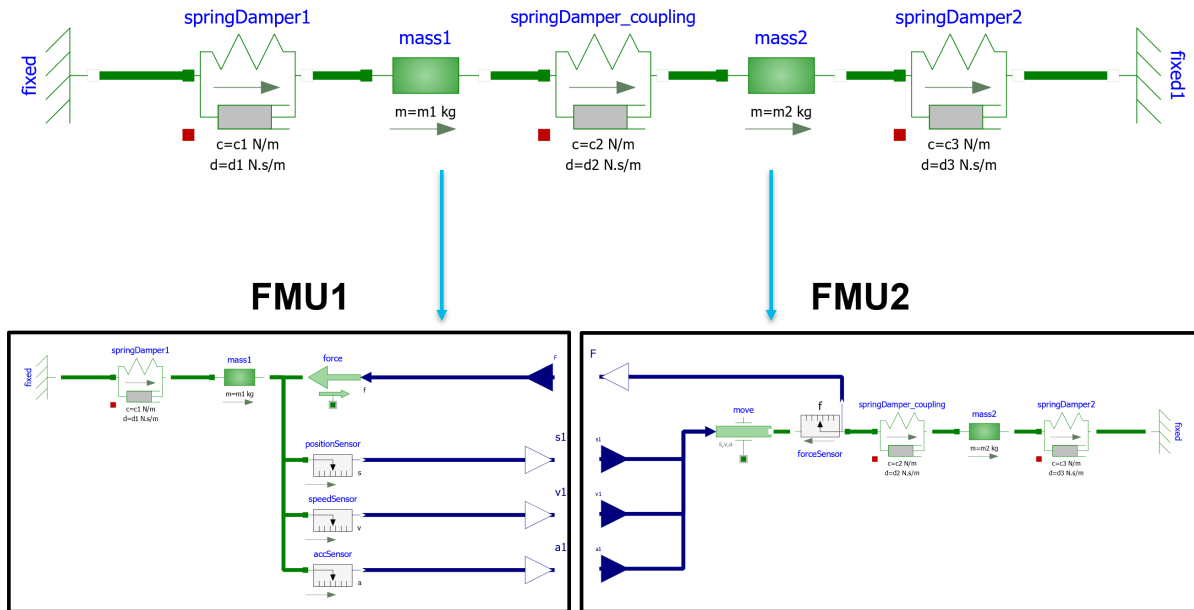 springDamper1
springDamper_coupling
springDamper2
mass1
mass2
fixed
fixed1
m=m1 kg
m=m2 kg
c=c1 N/m
d=d1 N.s/m
c=c2 N/m
d=d2 N.s/m
c=c3 N/m
d=d3 N.s/m
FMU1
FMU2
springDamper1
mass1
force
F
fixed
m=m1 kg
f
c=c1 N/m
d=d1 N.s/m
positionSensor
s
s1
speedSensor
v
v1
accSensor
a
a1
F
move
f
springDamper_coupling
mass2
springDamper2
fixed
s,v,a
forceSensor
m=m2 kg
c=c2 N/m
d=d2 N.s/m
c=c3 N/m
d=d3 N.s/m
s1
v1
a1